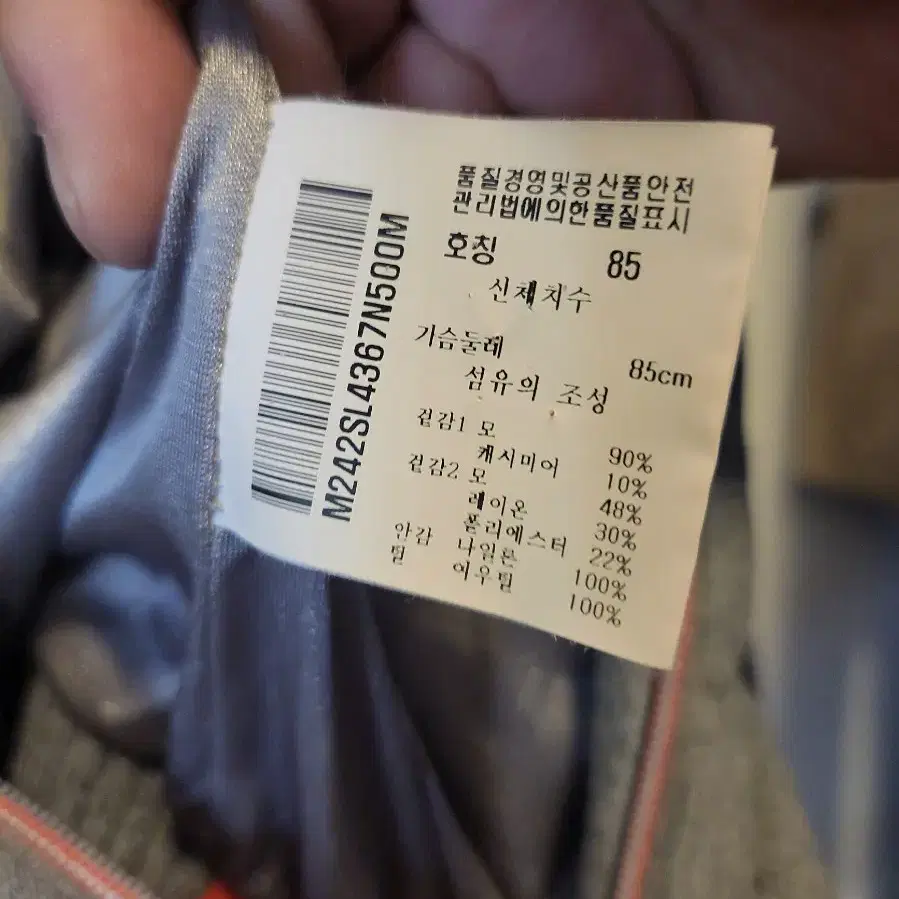 품질경영및공산품안전
관리법에의한품질표시
호칭 85
신체치수
가슴둘레 85cm
섬유의 조성
겉감1 모 90%
캐시미어 10%
겉감2 모 48%
레이온 30%
폴리에스터 22%
안감 나일론 100%
털 여우털 100%
M242SL4367N500M